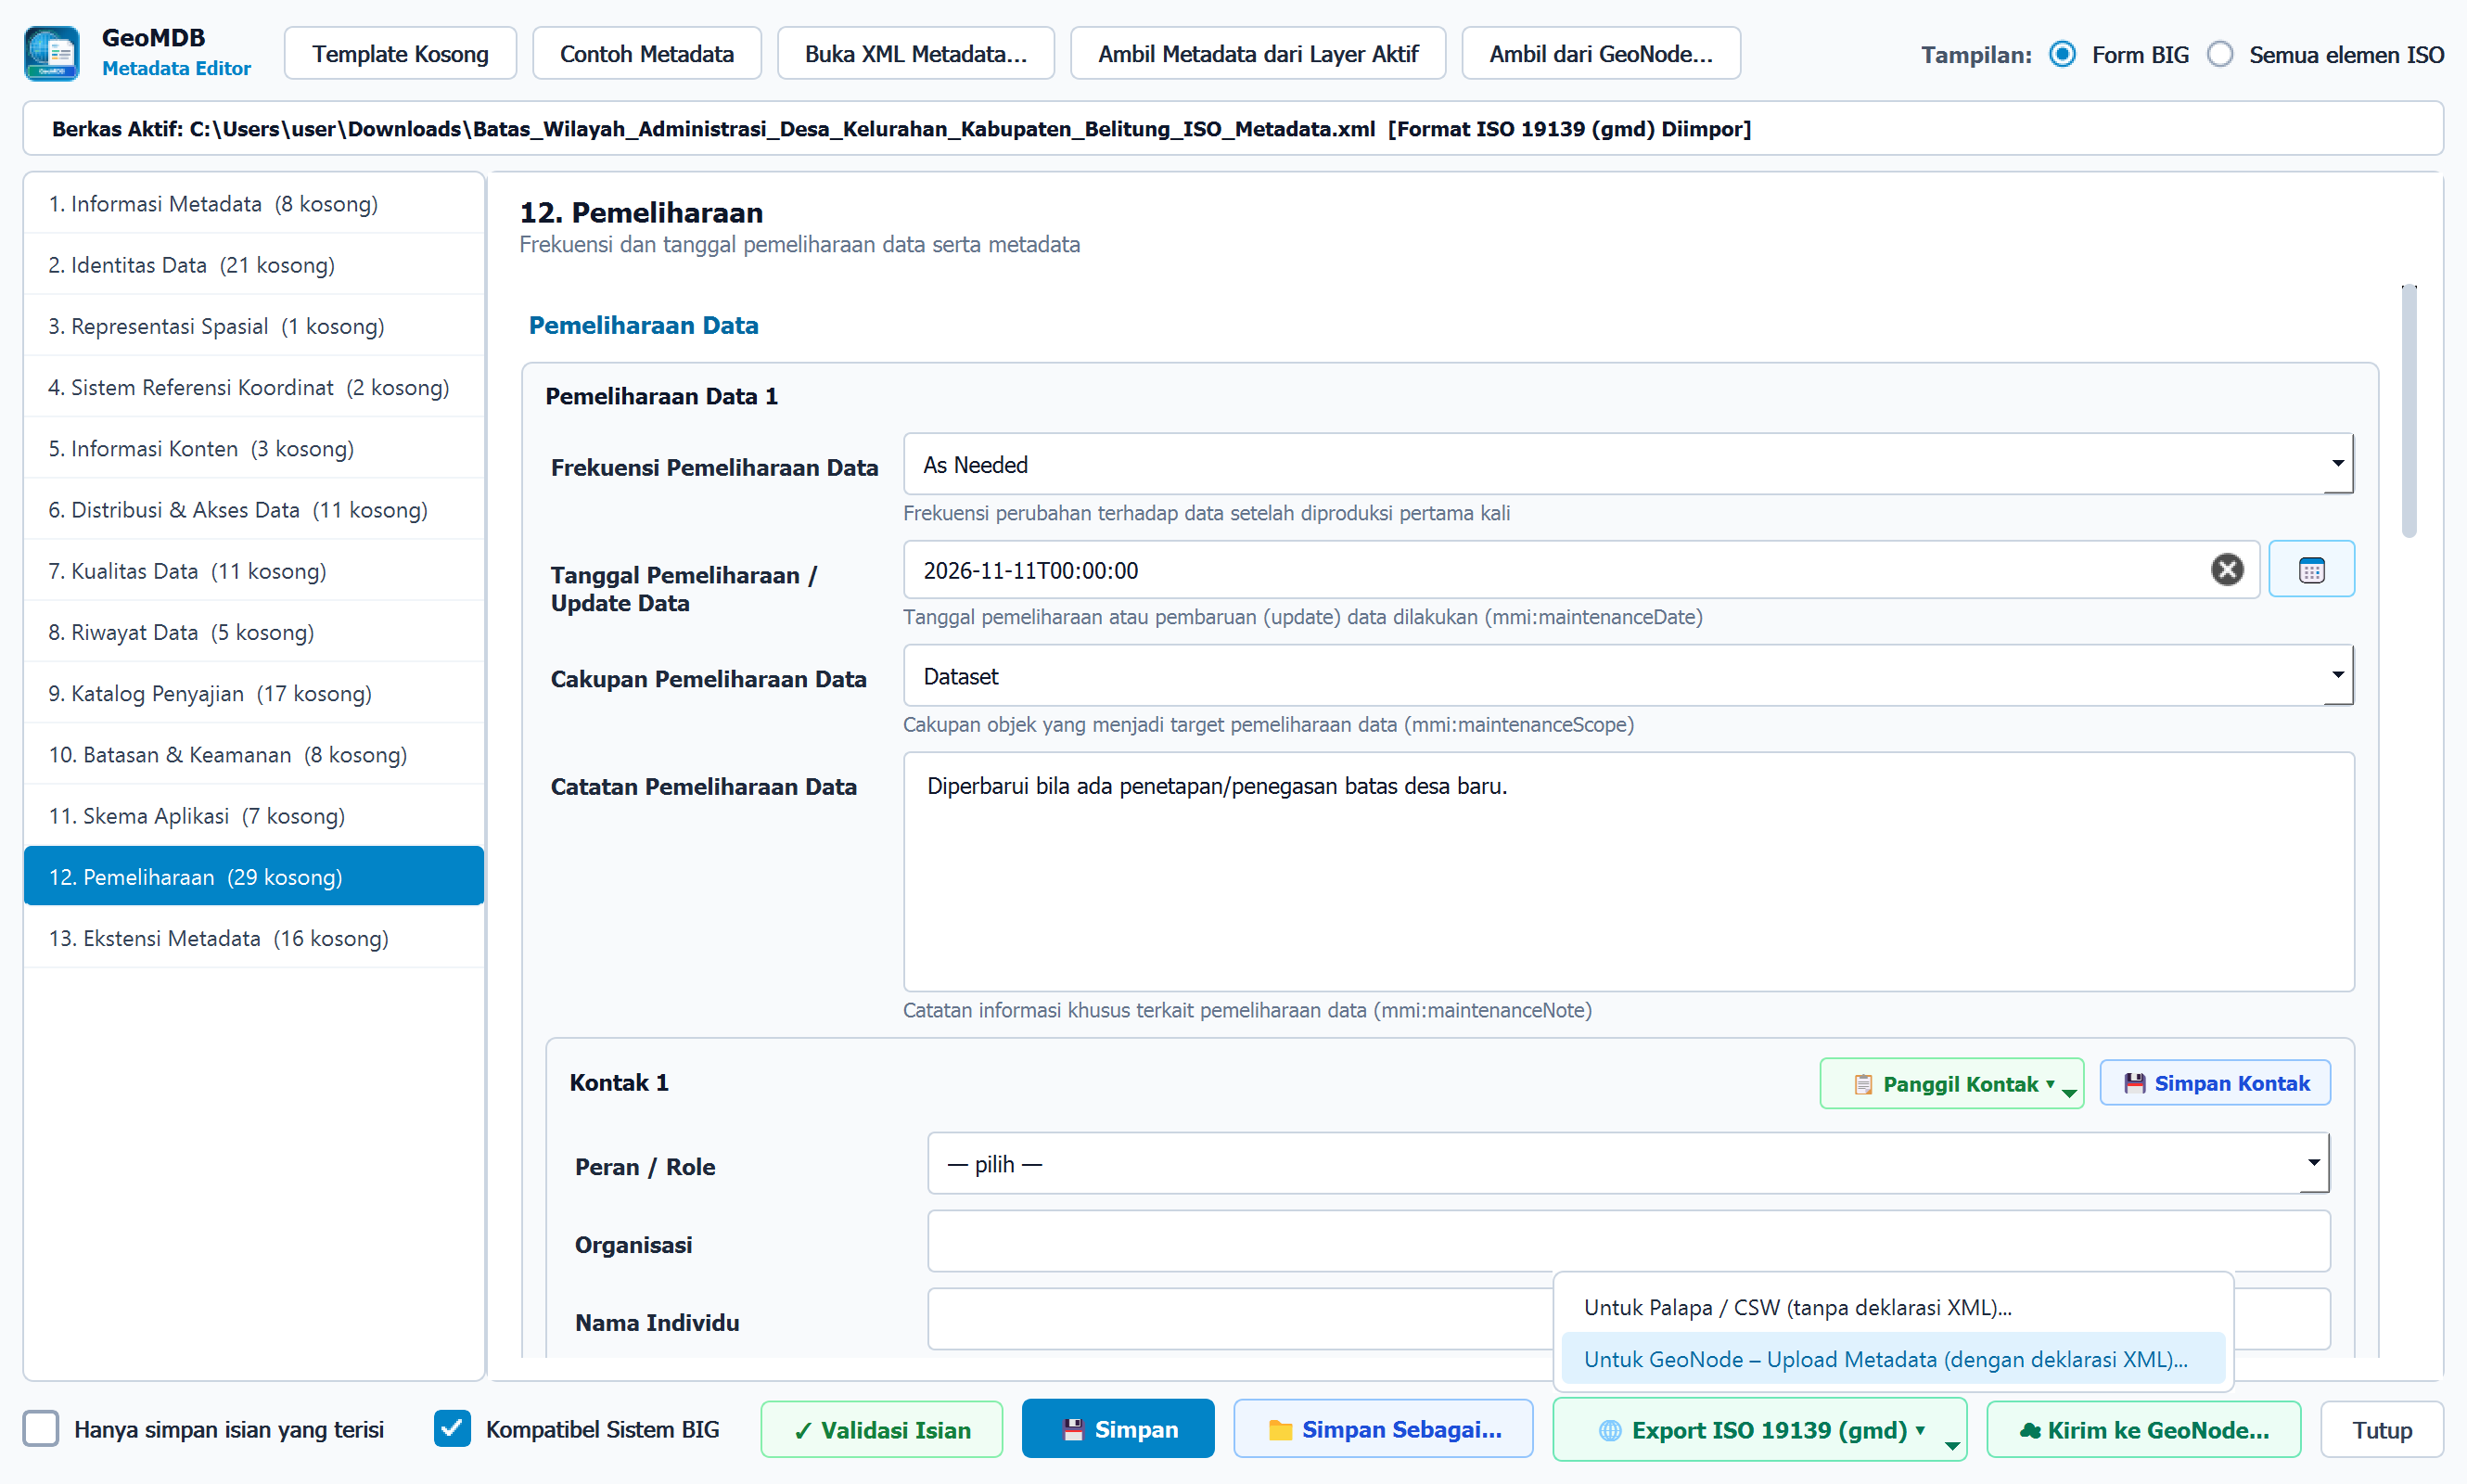 GeoMDB
Metadata Editor
Template Kosong
Contoh Metadata
Buka XML Metadata...
Ambil Metadata dari Layer Aktif
Ambil dari GeoNode...
Tampilan:
Form BIG
Semua elemen ISO
Berkas Aktif: C:\Users\user\Downloads\Batas_Wilayah_Administrasi_Desa_Kelurahan_Kabupaten_Belitung_ISO_Metadata.xml [Format ISO 19139 (gmd) Diimpor]
1. Informasi Metadata (8 kosong)
2. Identitas Data (21 kosong)
3. Representasi Spasial (1 kosong)
4. Sistem Referensi Koordinat (2 kosong)
5. Informasi Konten (3 kosong)
6. Distribusi & Akses Data (11 kosong)
7. Kualitas Data (11 kosong)
8. Riwayat Data (5 kosong)
9. Katalog Penyajian (17 kosong)
10. Batasan & Keamanan (8 kosong)
11. Skema Aplikasi (7 kosong)
12. Pemeliharaan (29 kosong)
13. Ekstensi Metadata (16 kosong)
12. Pemeliharaan
Frekuensi dan tanggal pemeliharaan data serta metadata
Pemeliharaan Data
Pemeliharaan Data 1
Frekuensi Pemeliharaan Data
As Needed
Frekuensi perubahan terhadap data setelah diproduksi pertama kali
Tanggal Pemeliharaan /
Update Data
2026-11-11T00:00:00
Tanggal pemeliharaan atau pembaruan (update) data dilakukan (mmi:maintenanceDate)
Cakupan Pemeliharaan Data
Dataset
Cakupan objek yang menjadi target pemeliharaan data (mmi:maintenanceScope)
Catatan Pemeliharaan Data
Diperbarui bila ada penetapan/penegasan batas desa baru.
Catatan informasi khusus terkait pemeliharaan data (mmi:maintenanceNote)
Kontak 1
Panggil Kontak ▾
Simpan Kontak
Peran / Role
— pilih —
Organisasi
Nama Individu
Untuk Palapa / CSW (tanpa deklarasi XML)...
Untuk GeoNode – Upload Metadata (dengan deklarasi XML)...
Hanya simpan isian yang terisi
Kompatibel Sistem BIG
✓ Validasi Isian
Simpan
Simpan Sebagai...
Export ISO 19139 (gmd) ▾
Kirim ke GeoNode...
Tutup